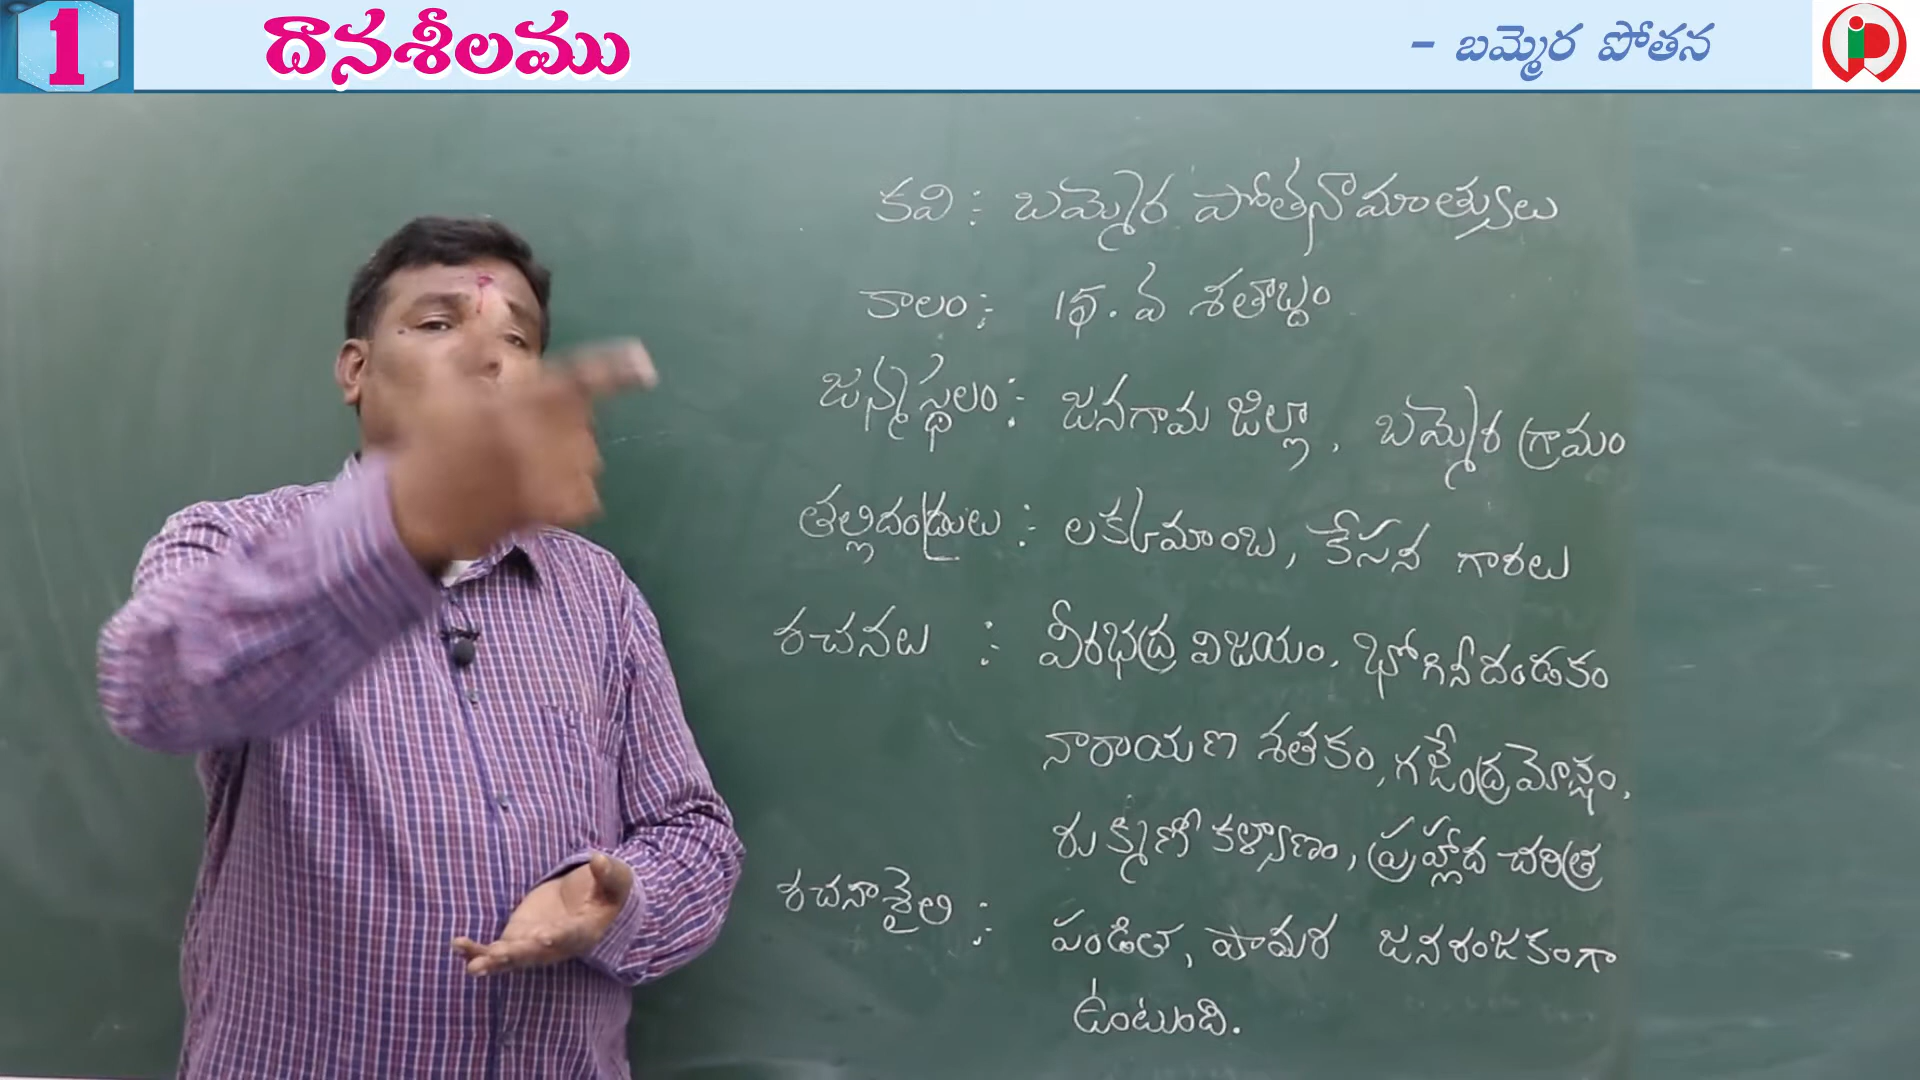 1 దానశీలము - బమ్మెర పోతన
కవి : బమ్మెర పోతనామాత్యులు
కాలం : 15 . వ శతాబ్దం
జన్మస్థలం : జనగామ జిల్లా , బమ్మెర గ్రామం
తల్లిదండ్రులు : లక్కమాంబ , కేసన గారలు
రచనలు : వీరభద్ర విజయం, భోగినీదండకం
నారాయణ శతకం, గజేంద్రమోక్షం,
రుక్మిణీ కళ్యాణం, ప్రహ్లాద చరిత్ర
రచనాశైలి : పండిత, పామర జనరంజకంగా
ఉంటుంది.